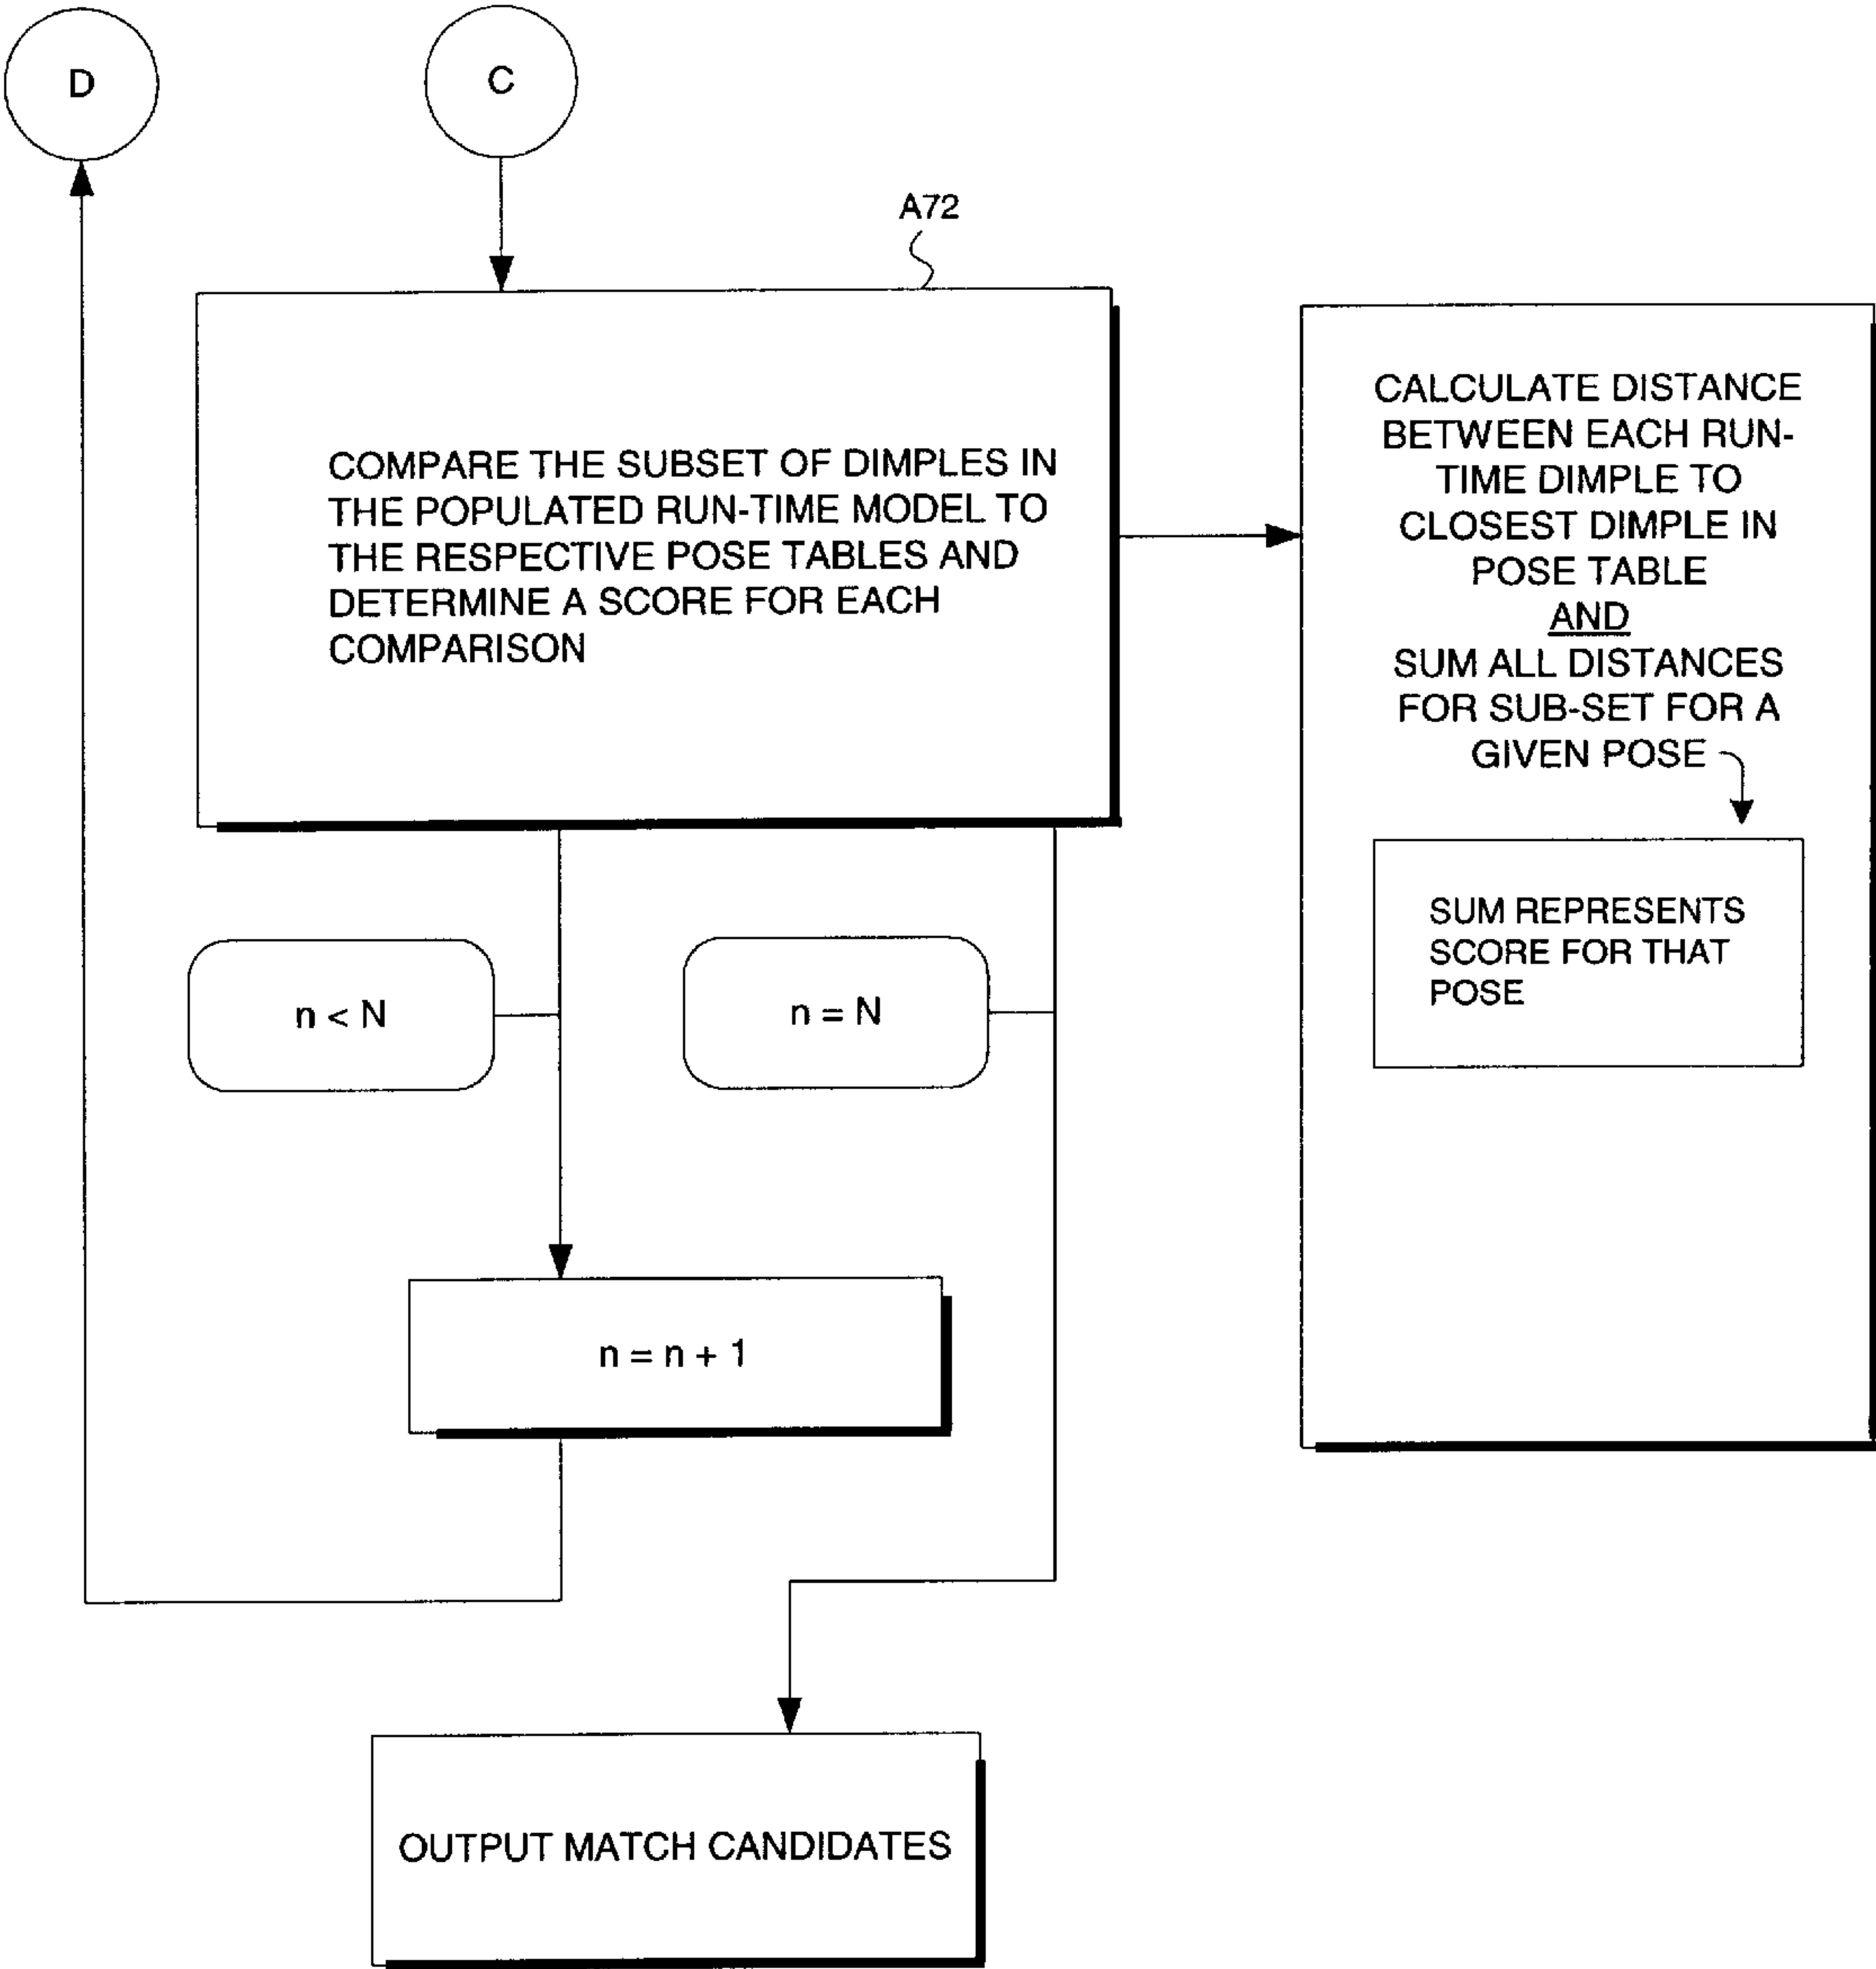 D
C
A72
COMPARE THE SUBSET OF DIMPLES IN
THE POPULATED RUN-TIME MODEL TO
THE RESPECTIVE POSE TABLES AND
DETERMINE A SCORE FOR EACH
COMPARISON
CALCULATE DISTANCE
BETWEEN EACH RUN-
TIME DIMPLE TO
CLOSEST DIMPLE IN
POSE TABLE
AND
SUM ALL DISTANCES
FOR SUB-SET FOR A
GIVEN POSE
SUM REPRESENTS
SCORE FOR THAT
POSE
n < N
n = N
n = n + 1
OUTPUT MATCH CANDIDATES